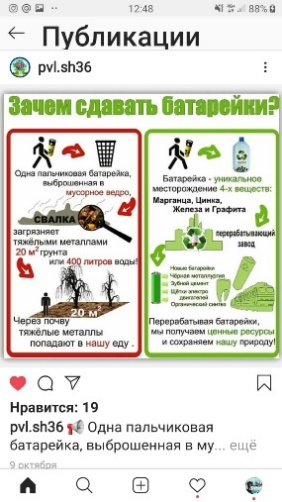 12:48
88%
Публикации
pvl.sh36
Зачем сдавать батарейки?
Одна пальчиковая батарейка,
выброшенная в
мусорное ведро,
СВАЛКА
загрязняет
тяжёлыми металлами
20 м² грунта
или 400 литров воды!
20 м²
Через почву
тяжёлые металлы
попадают в нашу еду .
Батарейка - уникальное
месторождение 4-х веществ:
Марганца, Цинка,
Железа и Графита
перерабатывающий
завод
Новые батарейки
Чёрная металлургия
Зубной цемент
Щётки электро
двигателей
Органический синтез
Перерабатывая батарейки,
мы получаем ценные ресурсы
и сохраняем нашу природу!
Нравится: 19
pvl.sh36 Одна пальчиковая
батарейка, выброшенная в му... ещё
9 октября